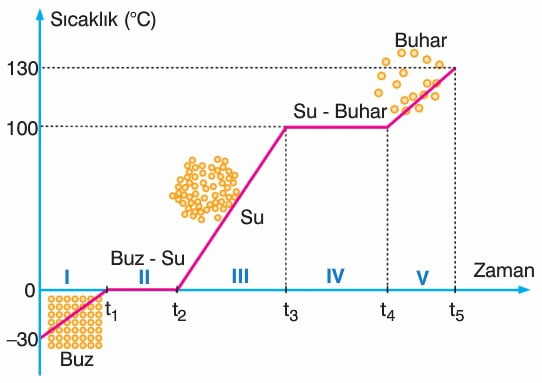 Sıcaklık (°C)
Buhar
130
Su - Buhar
100
Su
Buz - Su
I II III IV V Zaman
0 t1 t2 t3 t4 t5
–30
Buz